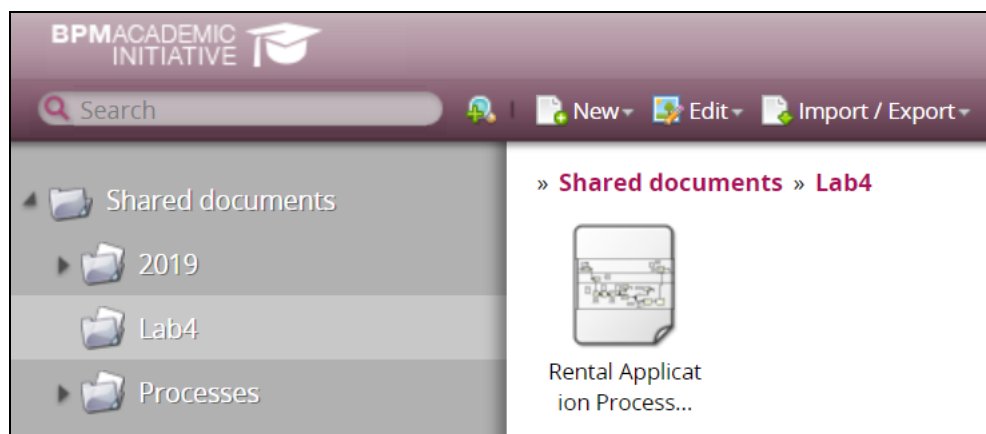 BPMACADEMIC
INITIATIVE
Search
New
Edit
Import / Export
Shared documents
2019
Lab4
Processes
» Shared documents » Lab4
Rental Applicat
ion Process...